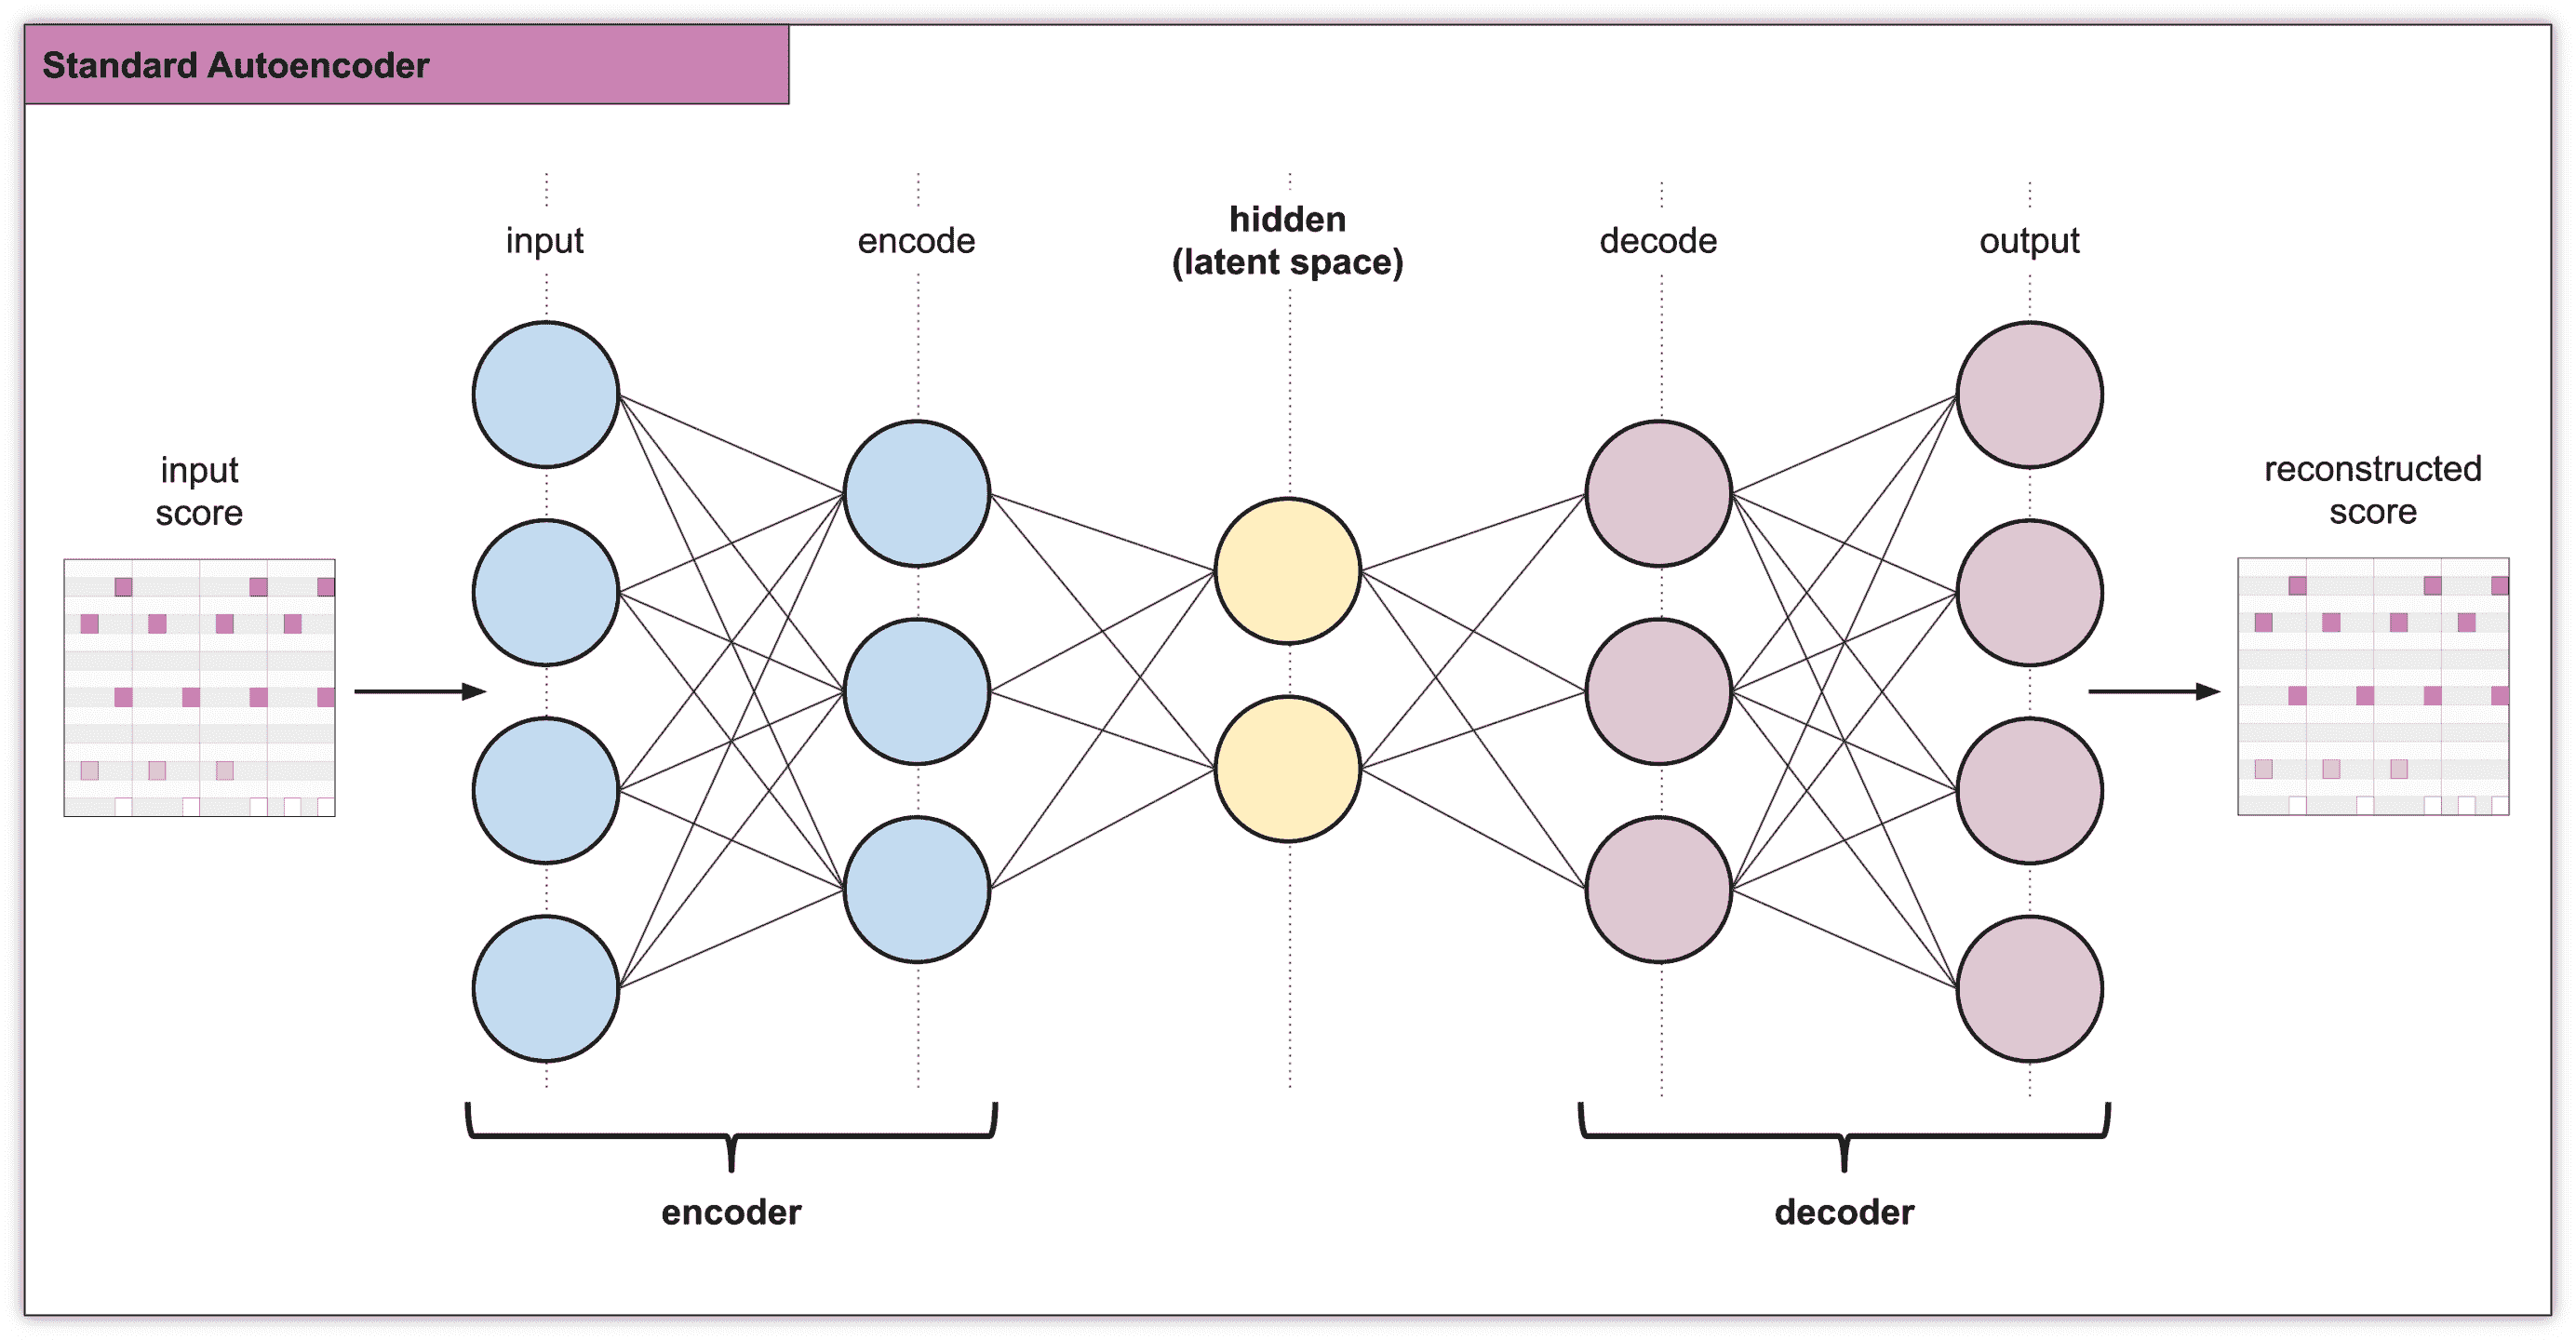 Standard Autoencoder
input
encode
hidden
(latent space)
decode
output
input
score
reconstructed
score
encoder
decoder